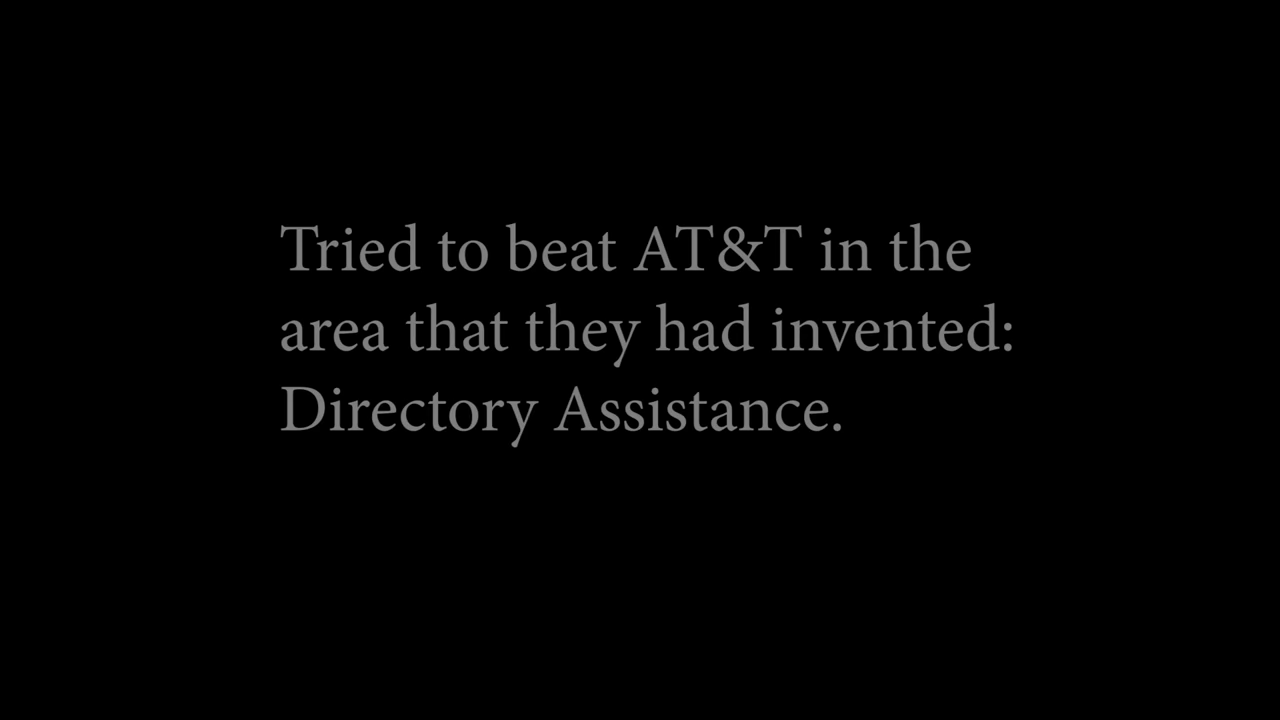 Tried to beat AT&T in the
area that they had invented:
Directory Assistance.